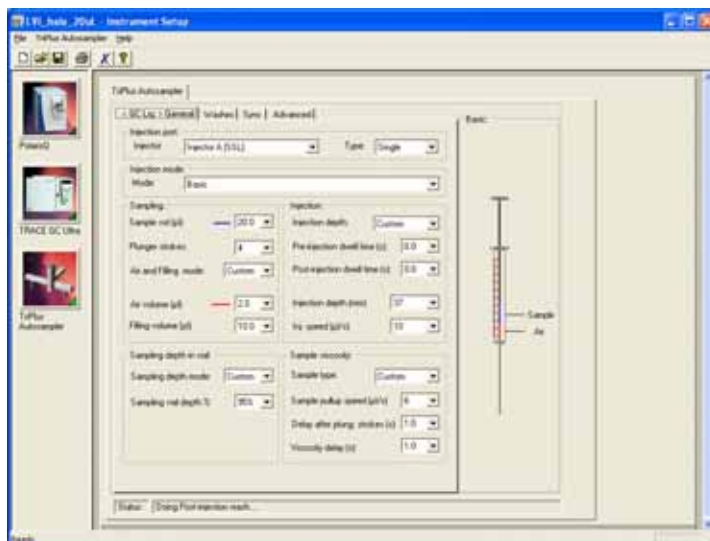 LVI_halo_20ul - Instrument Setup
File TriPlus Autosampler Help
PolarisQ
TRACE GC Ultra
TriPlus Autosampler
TriPlus Autosampler
General Washes Sync Advanced
Injection port
Injector Injector A (SSL) Type Single
Injection mode
Mode Basic
Sampling
Sample vol (µl) 20.0
Plunger strokes 4
Air and Filling mode Custom
Air volume (µl) 2.0
Filling volume (µl) 10.0
Injection
Injection depth Custom
Pre-injection dwell time (s) 0.0
Post-injection dwell time (s) 0.0
Injection depth (mm) 37
Inj. speed (µl/s) 10
Sampling depth in vial
Sampling depth mode Custom
Sampling vial depth % 95%
Sample viscosity
Sample type Custom
Sample pullup speed (µl/s) 6
Delay after plung. strokes (s) 1.0
Viscosity delay (s) 1.0
Basic
Sample
Air
Status: Doing Post-injection wash...
Ready